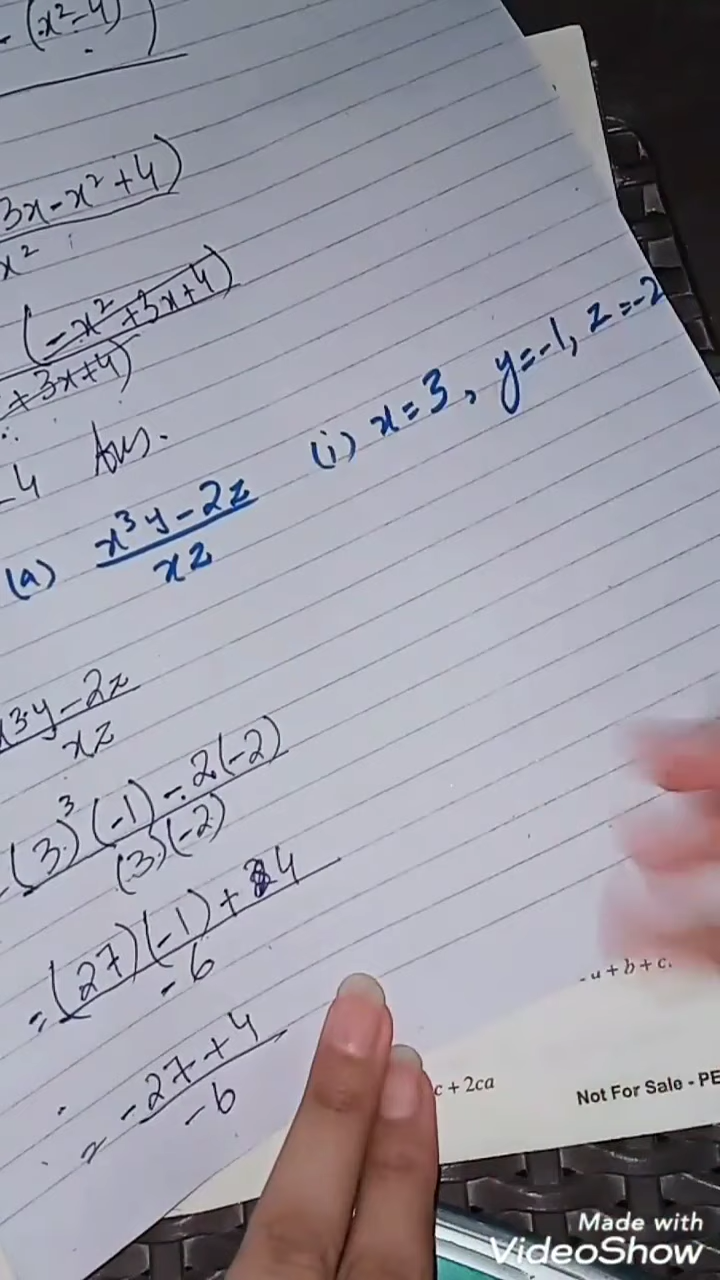 - (x²-4) )
3x-x²+4)
x²
(-x²+3x+4)
+3x+4)
-4 Ans.
(a) x³y-2z / xz (i) x=3, y=-1, z=-2
x³y-2z / xz
(3)³(-1)-2(-2) / (3)(-2)
= (27)(-1)+4 / -6
= -27+4 / -6
a+b+c.
c + 2ca
Not For Sale - PE
Made with
VideoShow